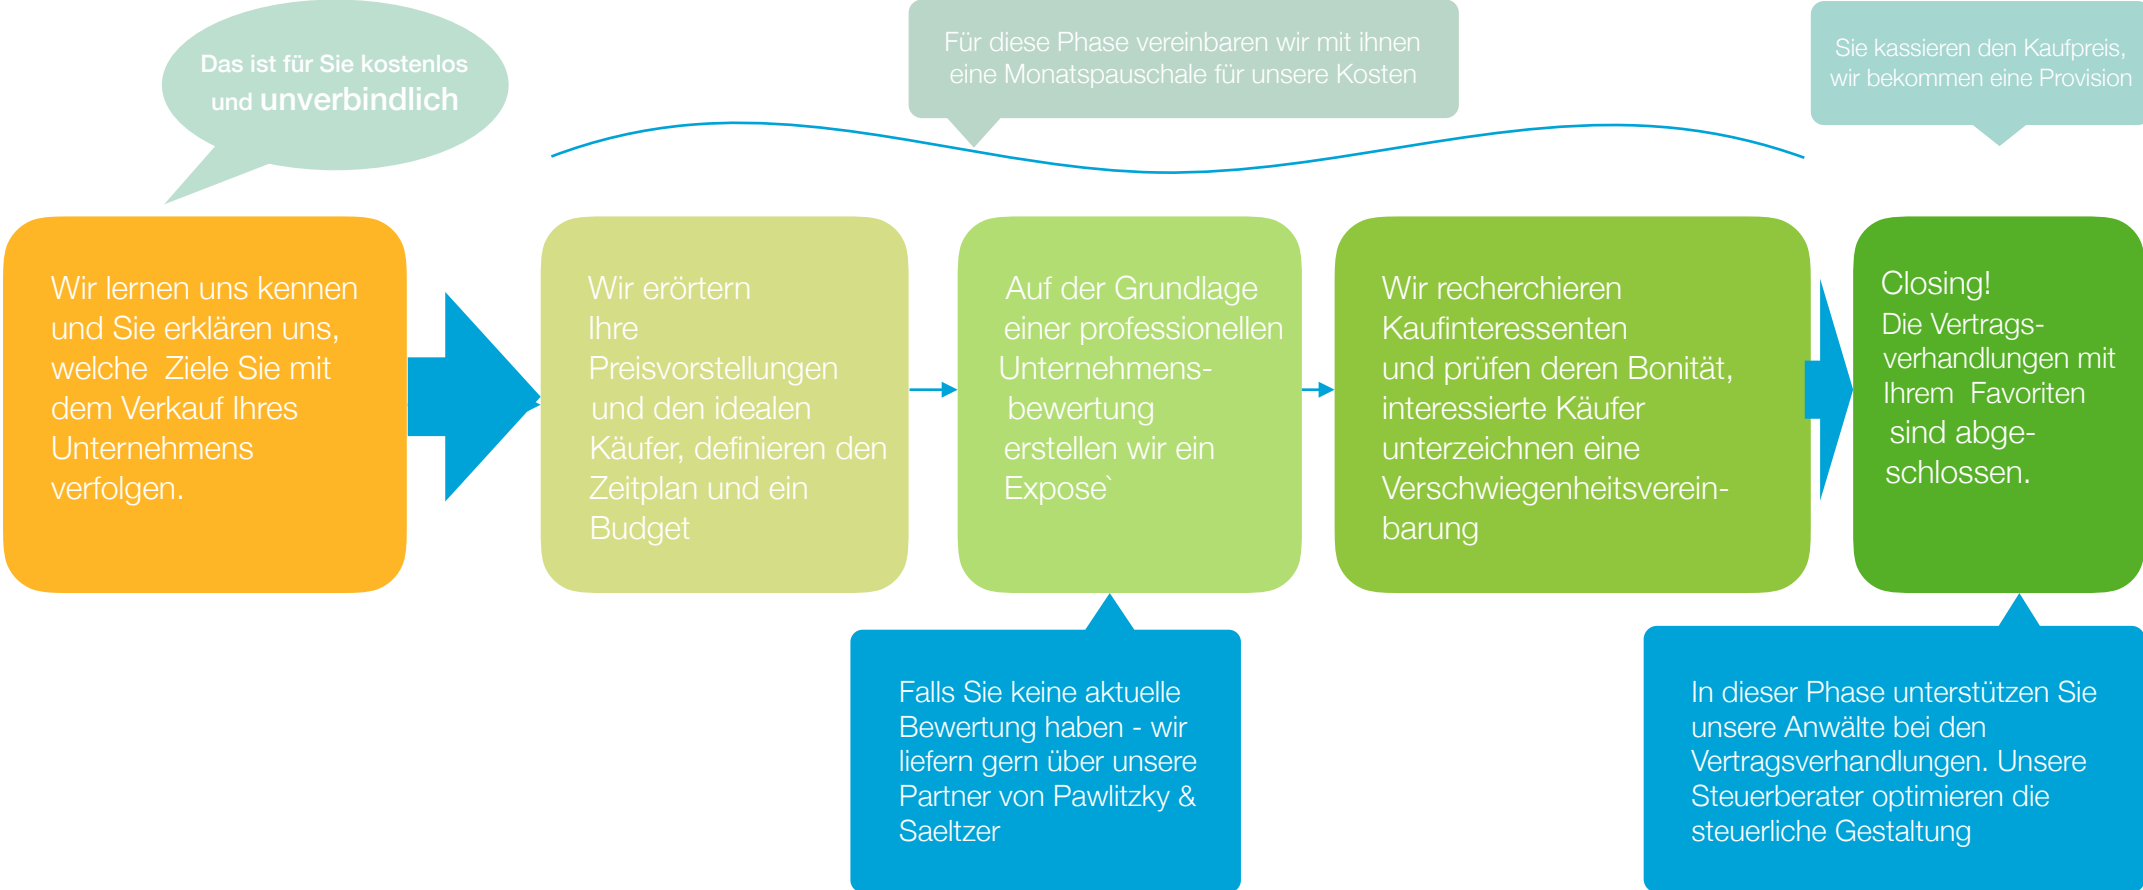 Das ist für Sie kostenlos
und unverbindlich
Für diese Phase vereinbaren wir mit ihnen
eine Monatspauschale für unsere Kosten
Sie kassieren den Kaufpreis,
wir bekommen eine Provision
Wir lernen uns kennen
und Sie erklären uns,
welche  Ziele Sie mit
dem Verkauf Ihres
Unternehmens
verfolgen.
Wir erörtern
Ihre
Preisvorstellungen
und den idealen
Käufer, definieren den
Zeitplan und ein
Budget
Auf der Grundlage
einer professionellen
Unternehmens-
bewertung
erstellen wir ein
Expose`
Wir recherchieren
Kaufinteressenten
und prüfen deren Bonität,
interessierte Käufer
unterzeichnen eine
Verschwiegenheitsverein-
barung
Closing!
Die Vertrags-
verhandlungen mit
Ihrem  Favoriten
sind abge-
schlossen.
Falls Sie keine aktuelle
Bewertung haben - wir
liefern gern über unsere
Partner von Pawlitzky &
Saeltzer
In dieser Phase unterstützen Sie
unsere Anwälte bei den
Vertragsverhandlungen. Unsere
Steuerberater optimieren die
steuerliche Gestaltung